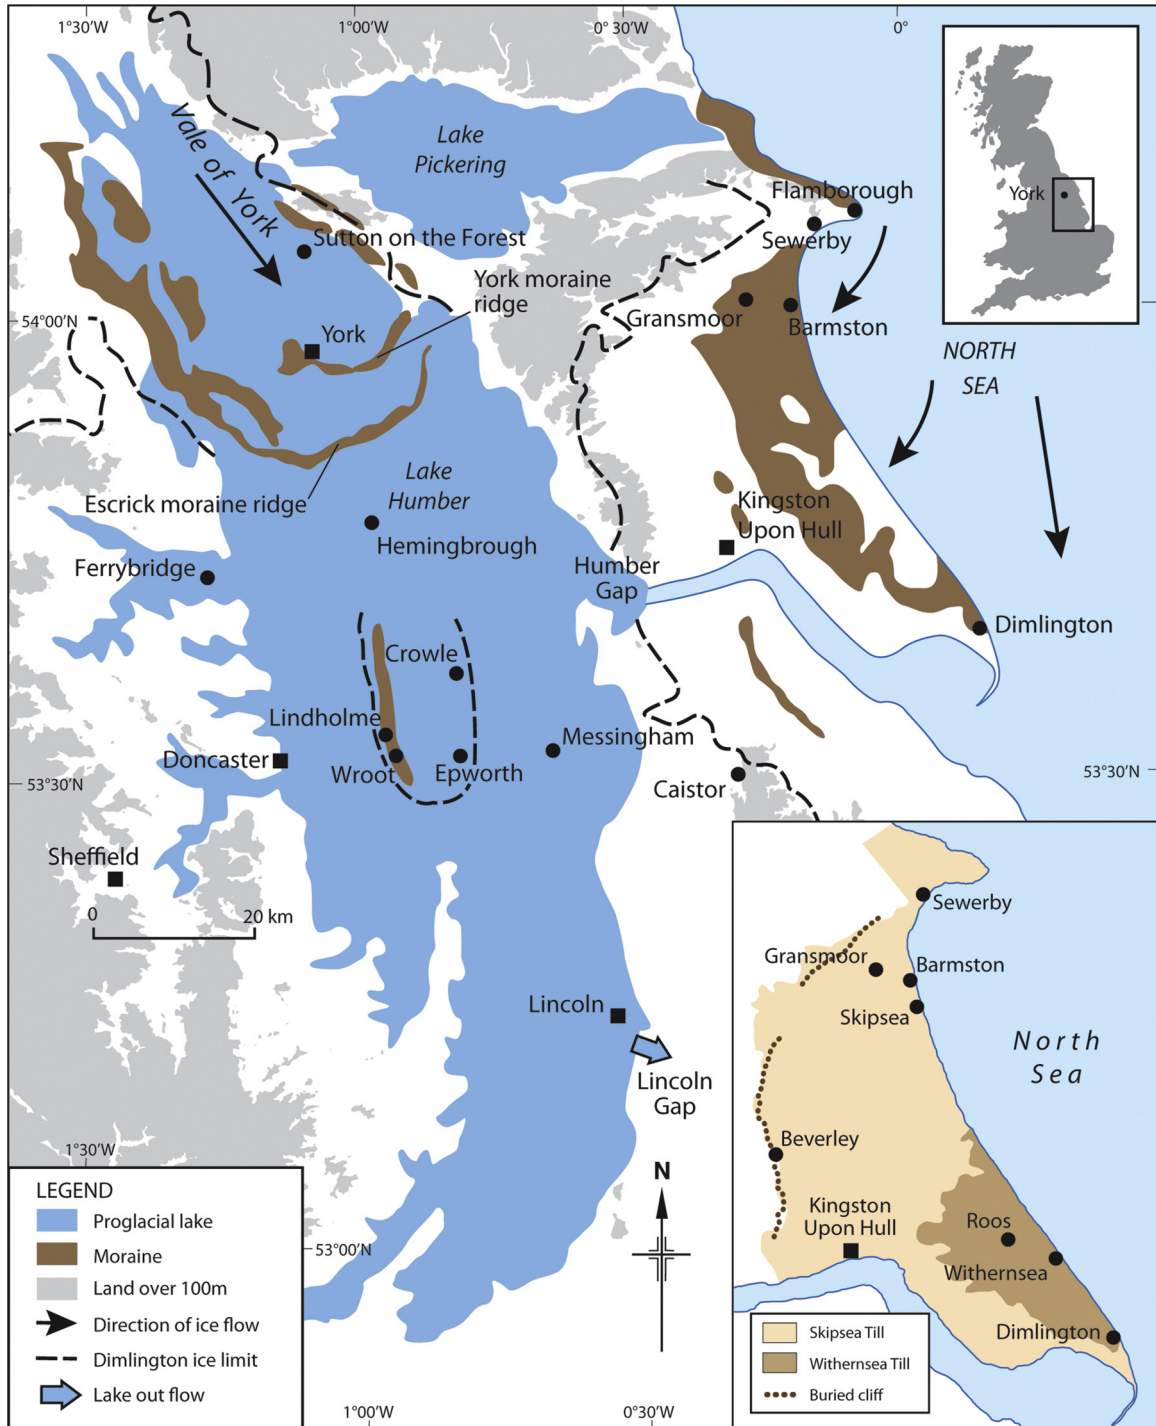 1°30′W
1°00′W
0° 30′W
0°
Vale of York
Lake
Pickering
York
Flamborough
Sewerby
Sutton on the Forest
York moraine
ridge
Gransmoor
Barmston
54°00′N
York
NORTH
SEA
Escrick moraine ridge
Lake
Humber
Kingston
Upon Hull
Hemingbrough
Ferrybridge
Humber
Gap
Dimlington
Crowle
Lindholme
Messingham
Doncaster
Wroot
Epworth
Caistor
53°30′N
53°30′N
Sheffield
0
20 km
Lincoln
Lincoln
Gap
1°30′W
N
53°00′N
1°00′W
0°30′W
LEGEND
Proglacial lake
Moraine
Land over 100m
Direction of ice flow
Dimlington ice limit
Lake out flow
Sewerby
Gransmoor
Barmston
Skipsea
North
Sea
Beverley
Kingston
Upon Hull
Roos
Withernsea
Dimlington
Skipsea Till
Withernsea Till
Buried cliff